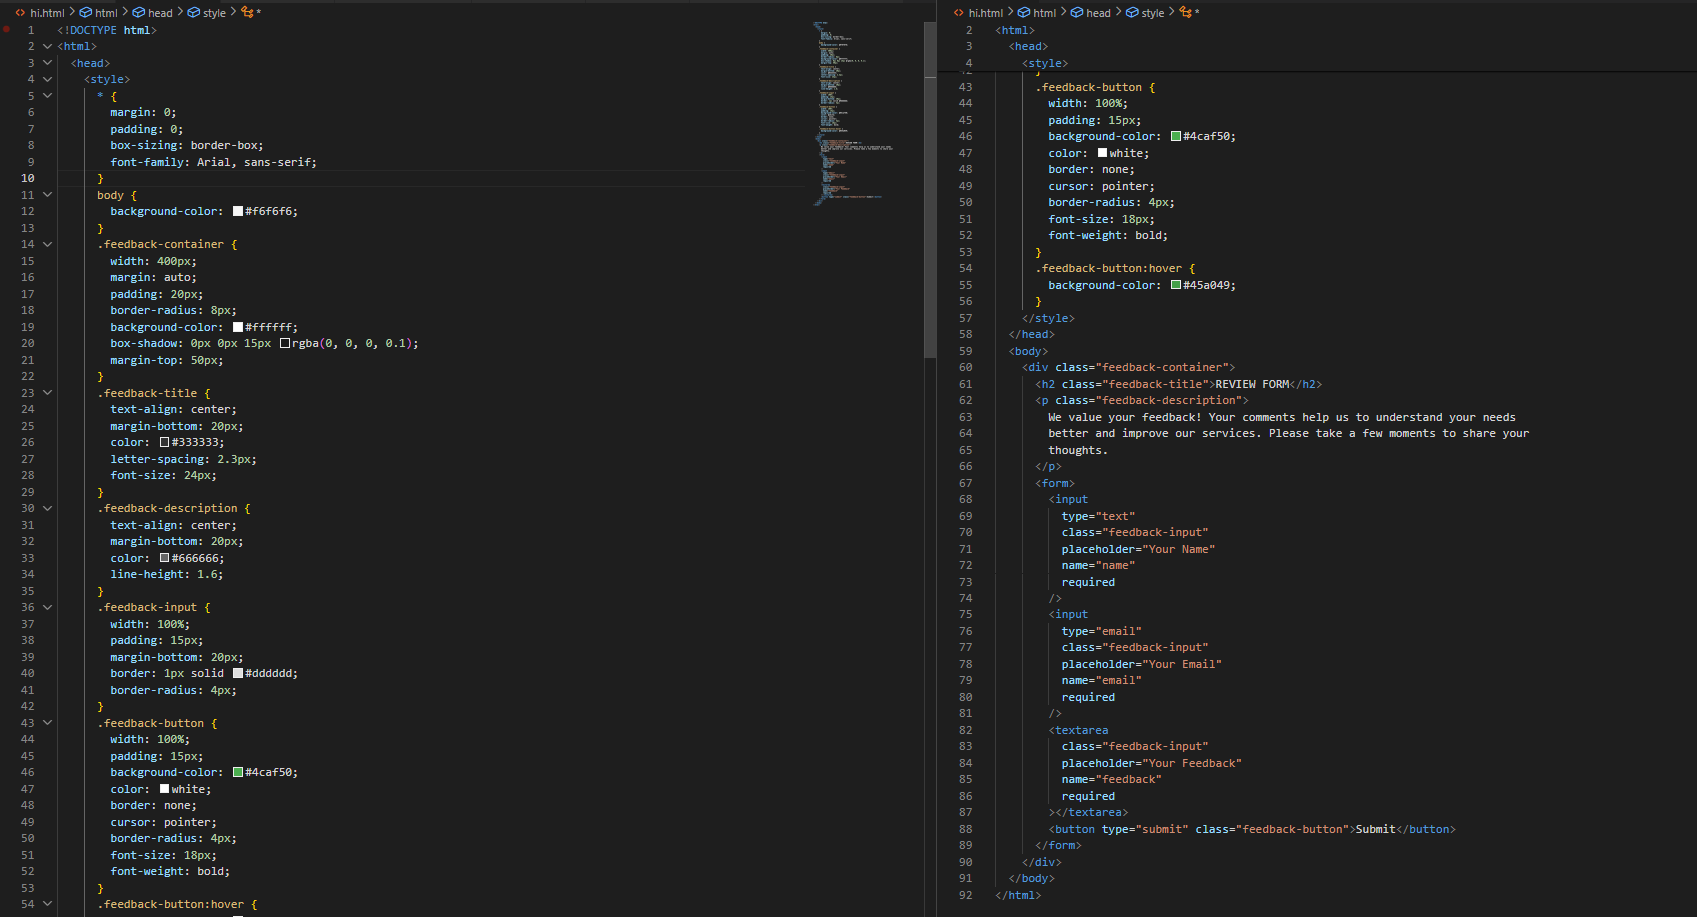 hi.html > html > head > style > *
1 <!DOCTYPE html>
2 <html>
3 <head>
4 <style>
5 * {
6 margin: 0;
7 padding: 0;
8 box-sizing: border-box;
9 font-family: Arial, sans-serif;
10 }
11 body {
12 background-color: #f6f6f6;
13 }
14 .feedback-container {
15 width: 400px;
16 margin: auto;
17 padding: 20px;
18 border-radius: 8px;
19 background-color: #ffffff;
20 box-shadow: 0px 0px 15px rgba(0, 0, 0, 0.1);
21 margin-top: 50px;
22 }
23 .feedback-title {
24 text-align: center;
25 margin-bottom: 20px;
26 color: #333333;
27 letter-spacing: 2.3px;
28 font-size: 24px;
29 }
30 .feedback-description {
31 text-align: center;
32 margin-bottom: 20px;
33 color: #666666;
34 line-height: 1.6;
35 }
36 .feedback-input {
37 width: 100%;
38 padding: 15px;
39 margin-bottom: 20px;
40 border: 1px solid #dddddd;
41 border-radius: 4px;
42 }
43 .feedback-button {
44 width: 100%;
45 padding: 15px;
46 background-color: #4caf50;
47 color: white;
48 border: none;
49 cursor: pointer;
50 border-radius: 4px;
51 font-size: 18px;
52 font-weight: bold;
53 }
54 .feedback-button:hover {
hi.html > html > head > style > *
2 <html>
3 <head>
4 <style>
42 }
43 .feedback-button {
44 width: 100%;
45 padding: 15px;
46 background-color: #4caf50;
47 color: white;
48 border: none;
49 cursor: pointer;
50 border-radius: 4px;
51 font-size: 18px;
52 font-weight: bold;
53 }
54 .feedback-button:hover {
55 background-color: #45a049;
56 }
57 </style>
58 </head>
59 <body>
60 <div class="feedback-container">
61 <h2 class="feedback-title">REVIEW FORM</h2>
62 <p class="feedback-description">
63 We value your feedback! Your comments help us to understand your needs
64 better and improve our services. Please take a few moments to share your
65 thoughts.
66 </p>
67 <form>
68 <input
69 type="text"
70 class="feedback-input"
71 placeholder="Your Name"
72 name="name"
73 required
74 />
75 <input
76 type="email"
77 class="feedback-input"
78 placeholder="Your Email"
79 name="email"
80 required
81 />
82 <textarea
83 class="feedback-input"
84 placeholder="Your Feedback"
85 name="feedback"
86 required
87 ></textarea>
88 <button type="submit" class="feedback-button">Submit</button>
89 </form>
90 </div>
91 </body>
92 </html>